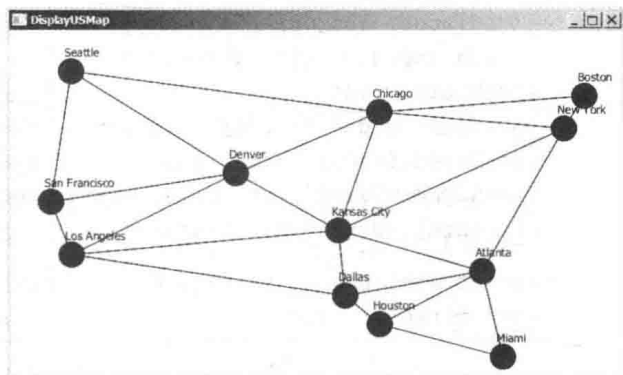 DisplayUSMap
Seattle
Boston
Chicago
New York
Denver
San Francisco
Kansas City
Los Angeles
Atlanta
Dallas
Houston
Miami